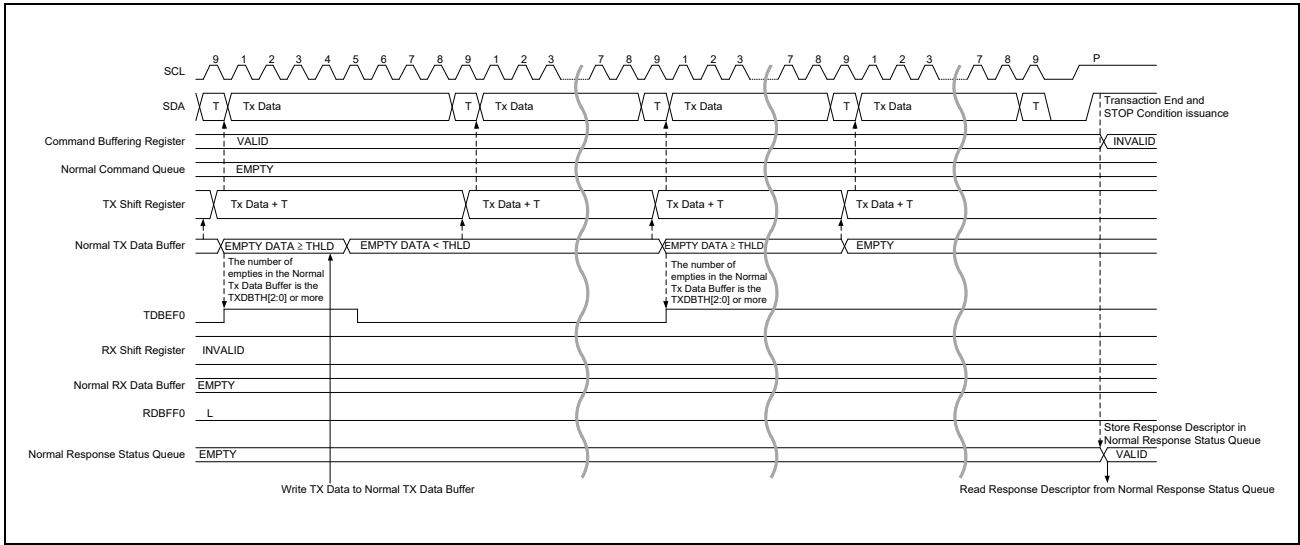 SCL 9 1 2 3 4 5 6 7 8 9 1 2 3 7 8 9 1 2 3 7 8 9 1 2 3 7 8 9 P
SDA T Tx Data T Tx Data T Tx Data T Tx Data T
Transaction End and
STOP Condition issuance
Command Buffering Register VALID INVALID
Normal Command Queue EMPTY
TX Shift Register Tx Data + T Tx Data + T Tx Data + T Tx Data + T
Normal TX Data Buffer EMPTY DATA ≥ THLD EMPTY DATA < THLD EMPTY DATA ≥ THLD EMPTY
The number of
empties in the Normal
Tx Data Buffer is the
TXDBTH[2:0] or more
The number of
empties in the Normal
Tx Data Buffer is the
TXDBTH[2:0] or more
TDBEF0
RX Shift Register INVALID
Normal RX Data Buffer EMPTY
RDBFF0 L
Store Response Descriptor in
Normal Response Status Queue
Normal Response Status Queue EMPTY VALID
Write TX Data to Normal TX Data Buffer
Read Response Descriptor from Normal Response Status Queue